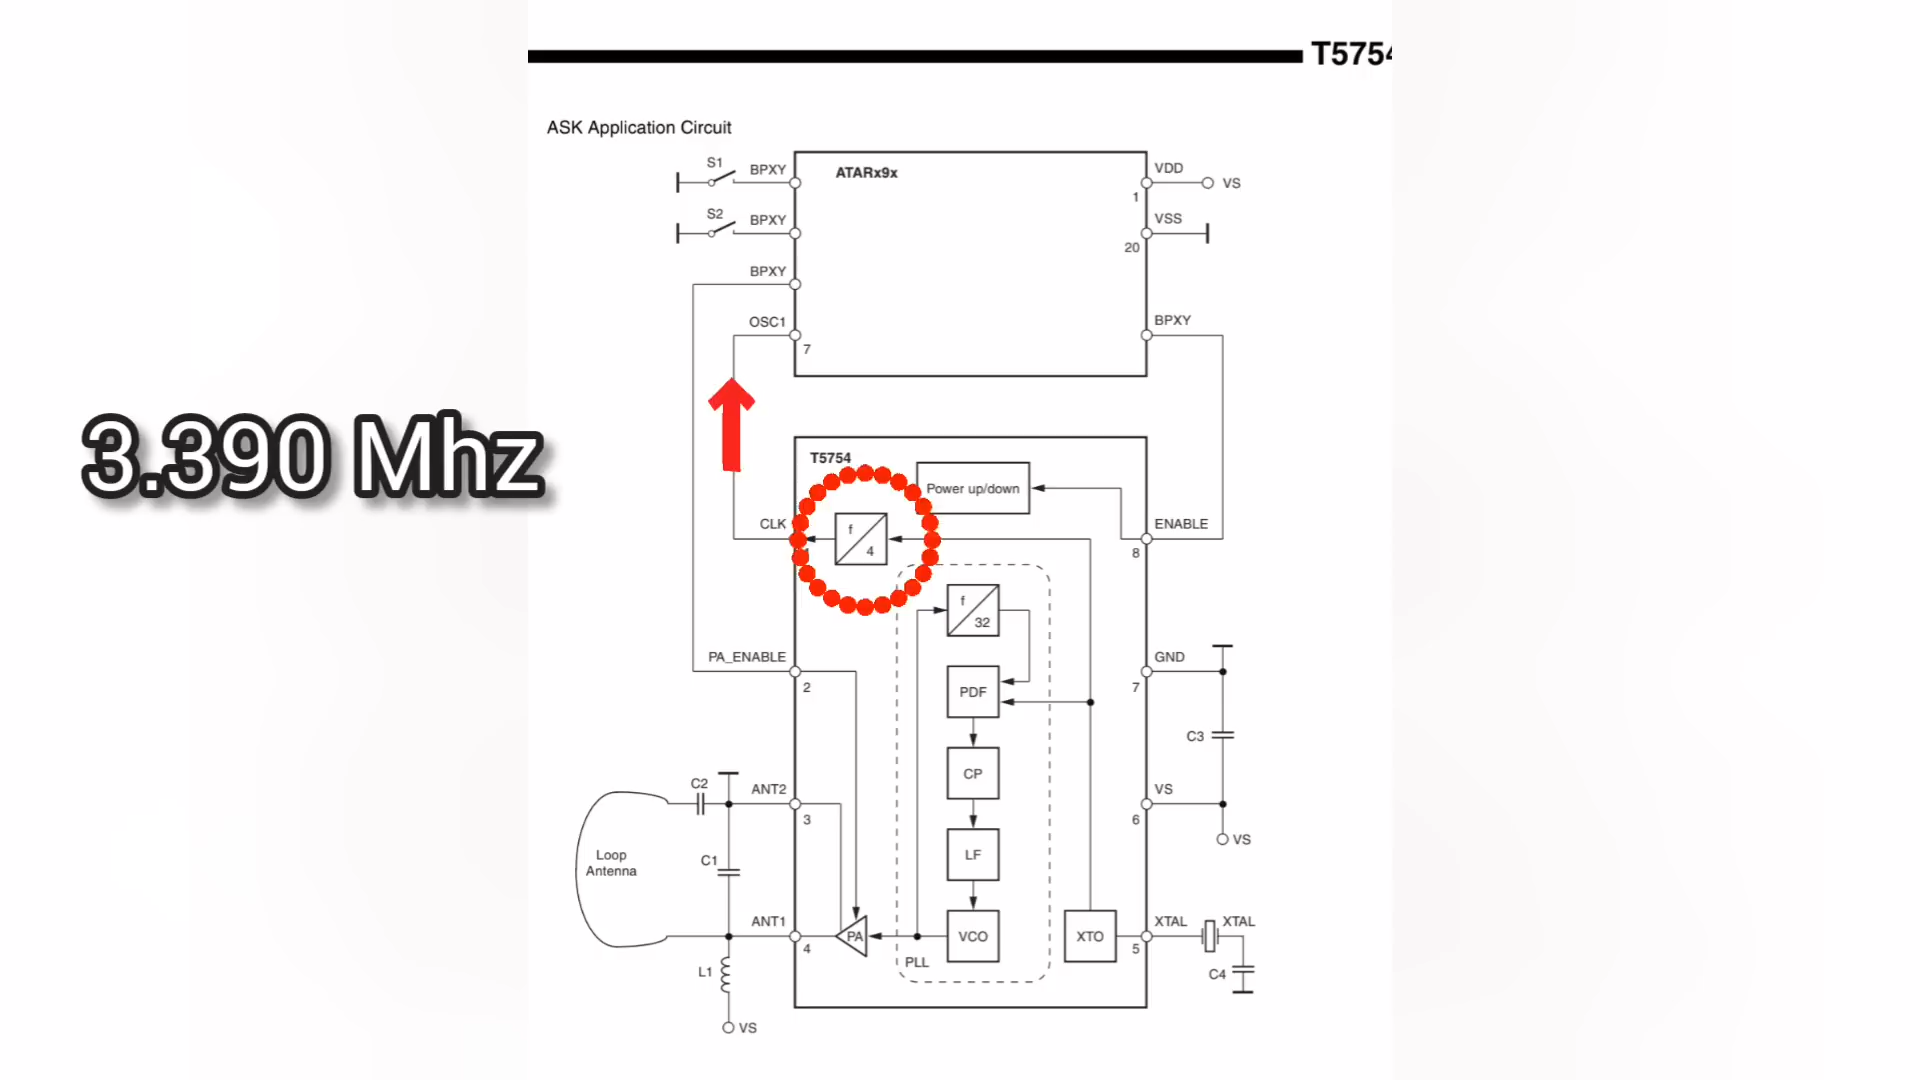 T5754
ASK Application Circuit
S1
BPXY
ATARx9x
VDD
VS
1
S2
BPXY
VSS
20
BPXY
OSC1
7
BPXY
3.390 Mhz
T5754
Power up/down
CLK
f
4
ENABLE
8
f
32
PA_ENABLE
2
PDF
GND
7
C3
CP
C2
ANT2
3
VS
6
VS
Loop
Antenna
C1
LF
ANT1
4
PA
VCO
XTO
XTAL
5
XTAL
PLL
L1
C4
VS